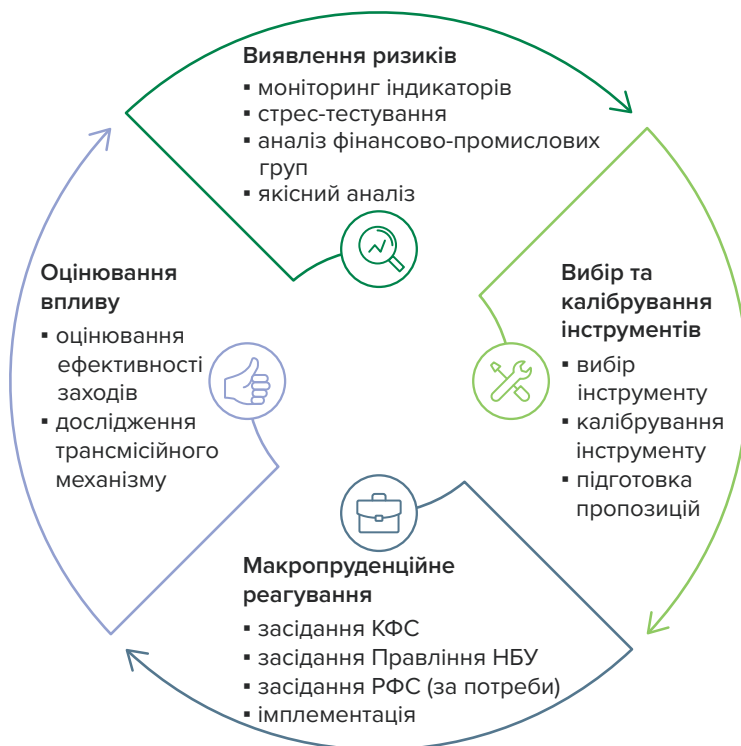 Виявлення ризиків
▪ моніторинг індикаторів
▪ стрес-тестування
▪ аналіз фінансово-промислових
груп
▪ якісний аналіз
Вибір та
калібрування
інструментів
▪ вибір
інструменту
▪ калібрування
інструменту
▪ підготовка
пропозицій
Макропруденційне
реагування
▪ засідання КФС
▪ засідання Правління НБУ
▪ засідання РФС (за потреби)
▪ імплементація
Оцінювання
впливу
▪ оцінювання
ефективності
заходів
▪ дослідження
трансмісійного
механізму